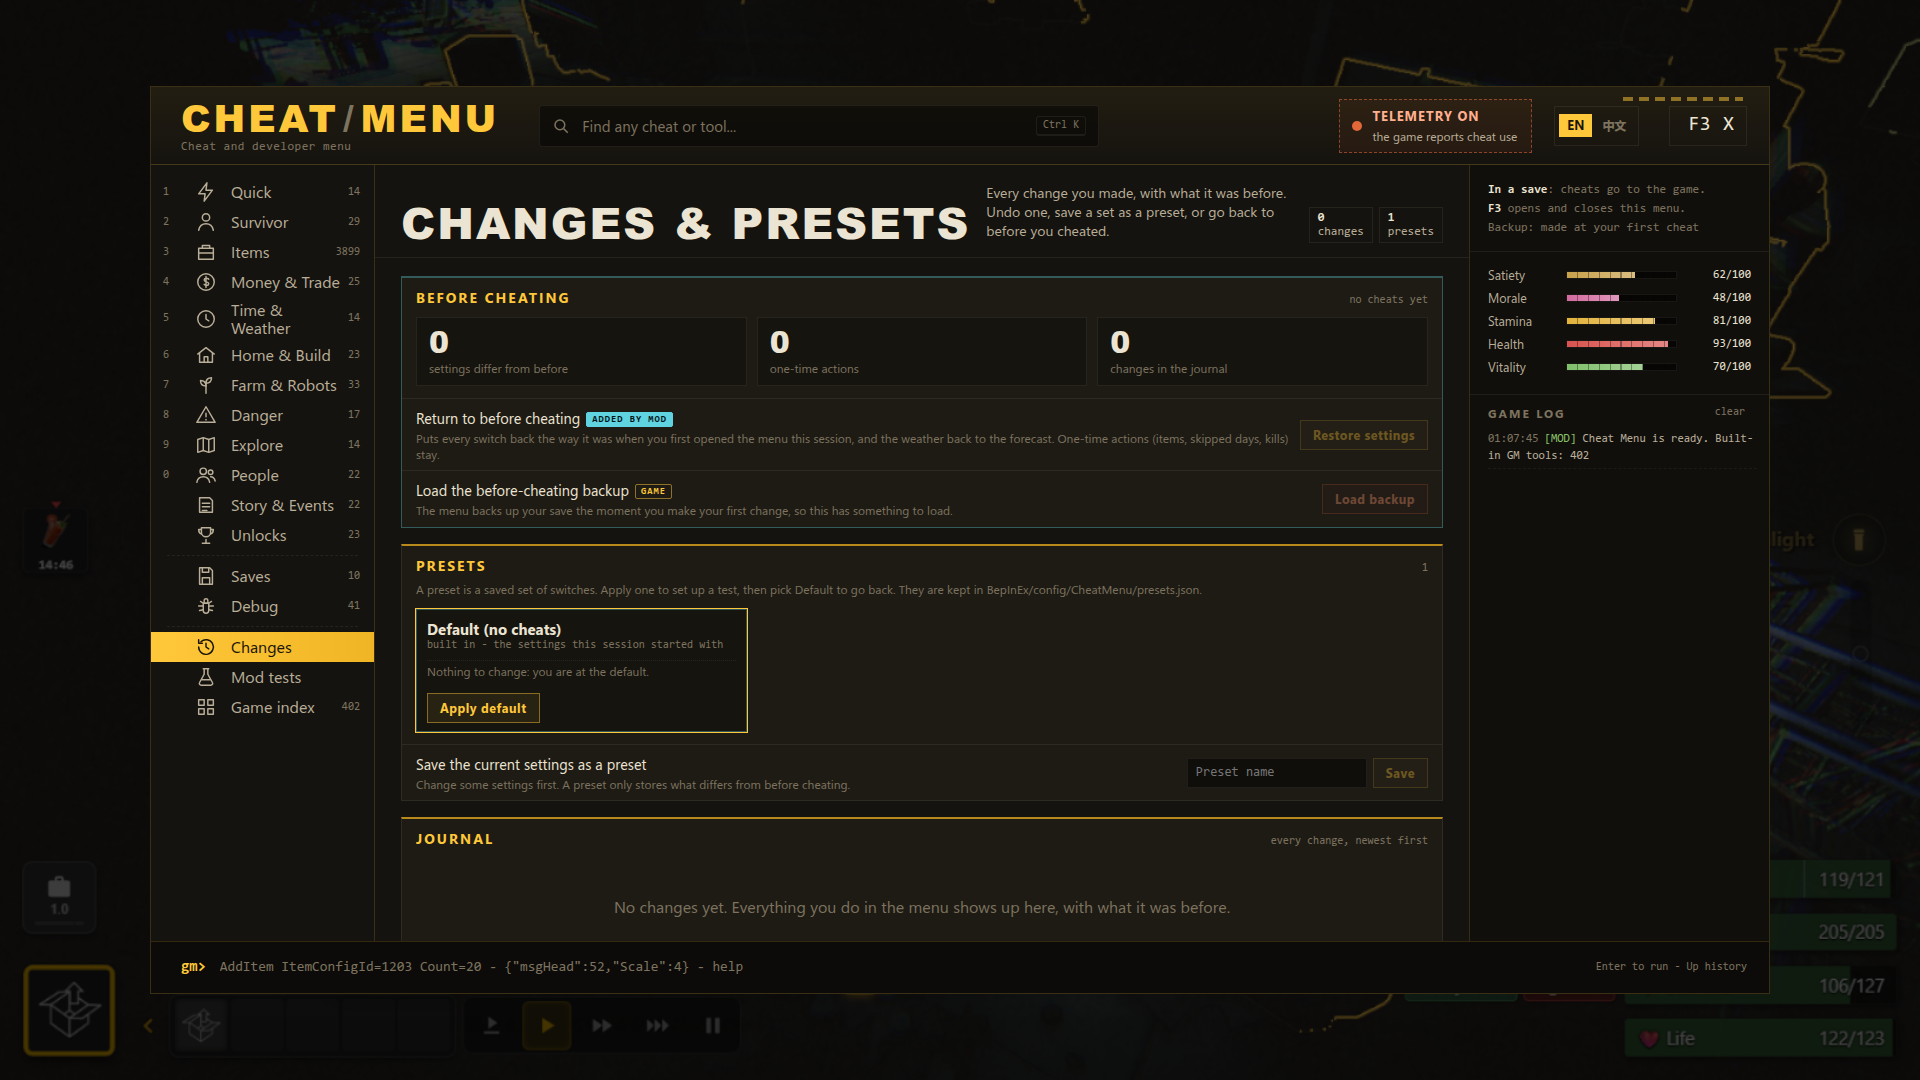 CHEAT/MENU
Cheat and developer menu
Find any cheat or tool...
Ctrl K
TELEMETRY ON
the game reports cheat use
EN 中文
F3 X
1 Quick 14
2 Survivor 29
3 Items 3899
4 Money & Trade 25
5 Time & Weather 14
6 Home & Build 23
7 Farm & Robots 33
8 Danger 17
9 Explore 14
0 People 22
Story & Events 22
Unlocks 23
Saves 10
Debug 41
Changes
Mod tests
Game index 402
CHANGES & PRESETS
Every change you made, with what it was before.
Undo one, save a set as a preset, or go back to
before you cheated.
0 changes
1 presets
BEFORE CHEATING
no cheats yet
0
settings differ from before
0
one-time actions
0
changes in the journal
Return to before cheating ADDED BY MOD
Puts every switch back the way it was when you first opened the menu this session, and the weather back to the forecast. One-time actions (items, skipped days, kills)
stay.
Restore settings
Load the before-cheating backup GAME
The menu backs up your save the moment you make your first change, so this has something to load.
Load backup
PRESETS
1
A preset is a saved set of switches. Apply one to set up a test, then pick Default to go back. They are kept in BepInEx/config/CheatMenu/presets.json.
Default (no cheats)
built in - the settings this session started with
Nothing to change: you are at the default.
Apply default
Save the current settings as a preset
Change some settings first. A preset only stores what differs from before cheating.
Preset name
Save
JOURNAL
every change, newest first
No changes yet. Everything you do in the menu shows up here, with what it was before.
In a save: cheats go to the game.
F3 opens and closes this menu.
Backup: made at your first cheat
Satiety 62/100
Morale 48/100
Stamina 81/100
Health 93/100
Vitality 70/100
GAME LOG
clear
01:07:45 [MOD] Cheat Menu is ready. Built-
in GM tools: 402
gm> AddItem ItemConfigId=1203 Count=20 - {"msgHead":52,"Scale":4} - help
Enter to run - Up history
14:46
light
1.0
119/121
205/205
106/127
Life 122/123